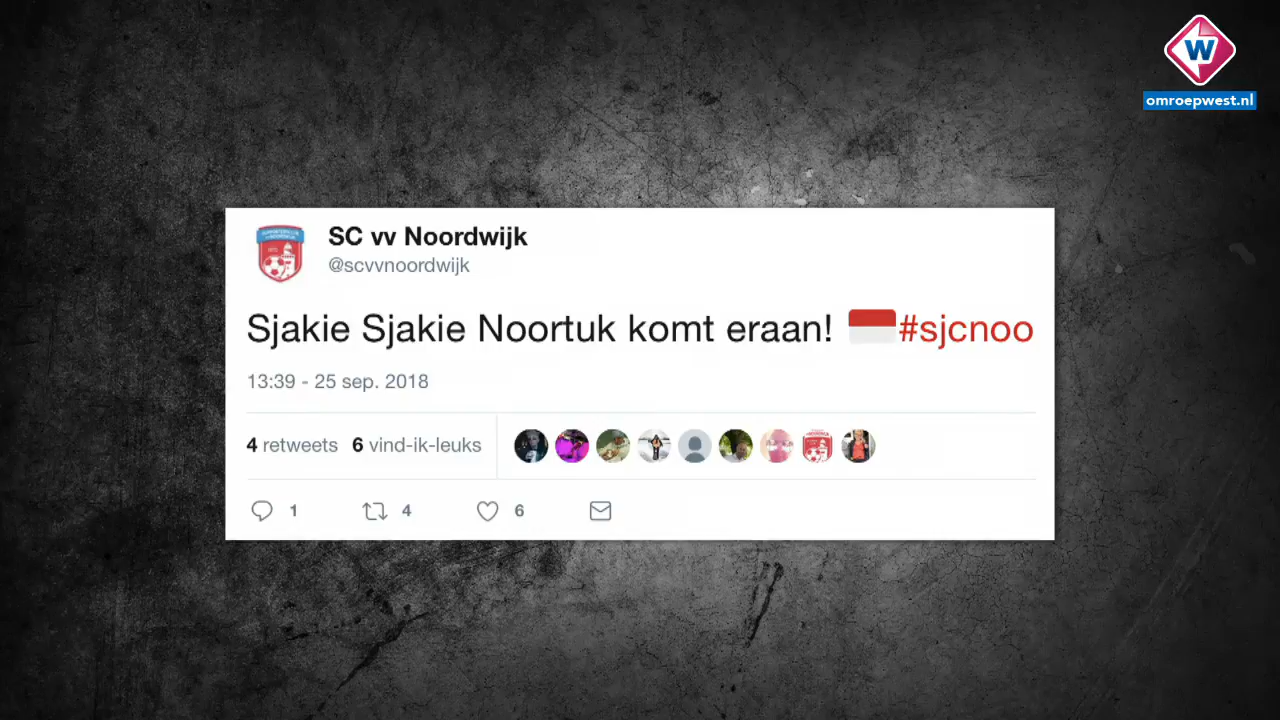 W
omroepwest.nl
SC vv Noordwijk
@scvvnoordwijk
Sjakie Sjakie Noortuk komt eraan! #sjcnoo
13:39 - 25 sep. 2018
4 retweets 6 vind-ik-leuks
1 4 6